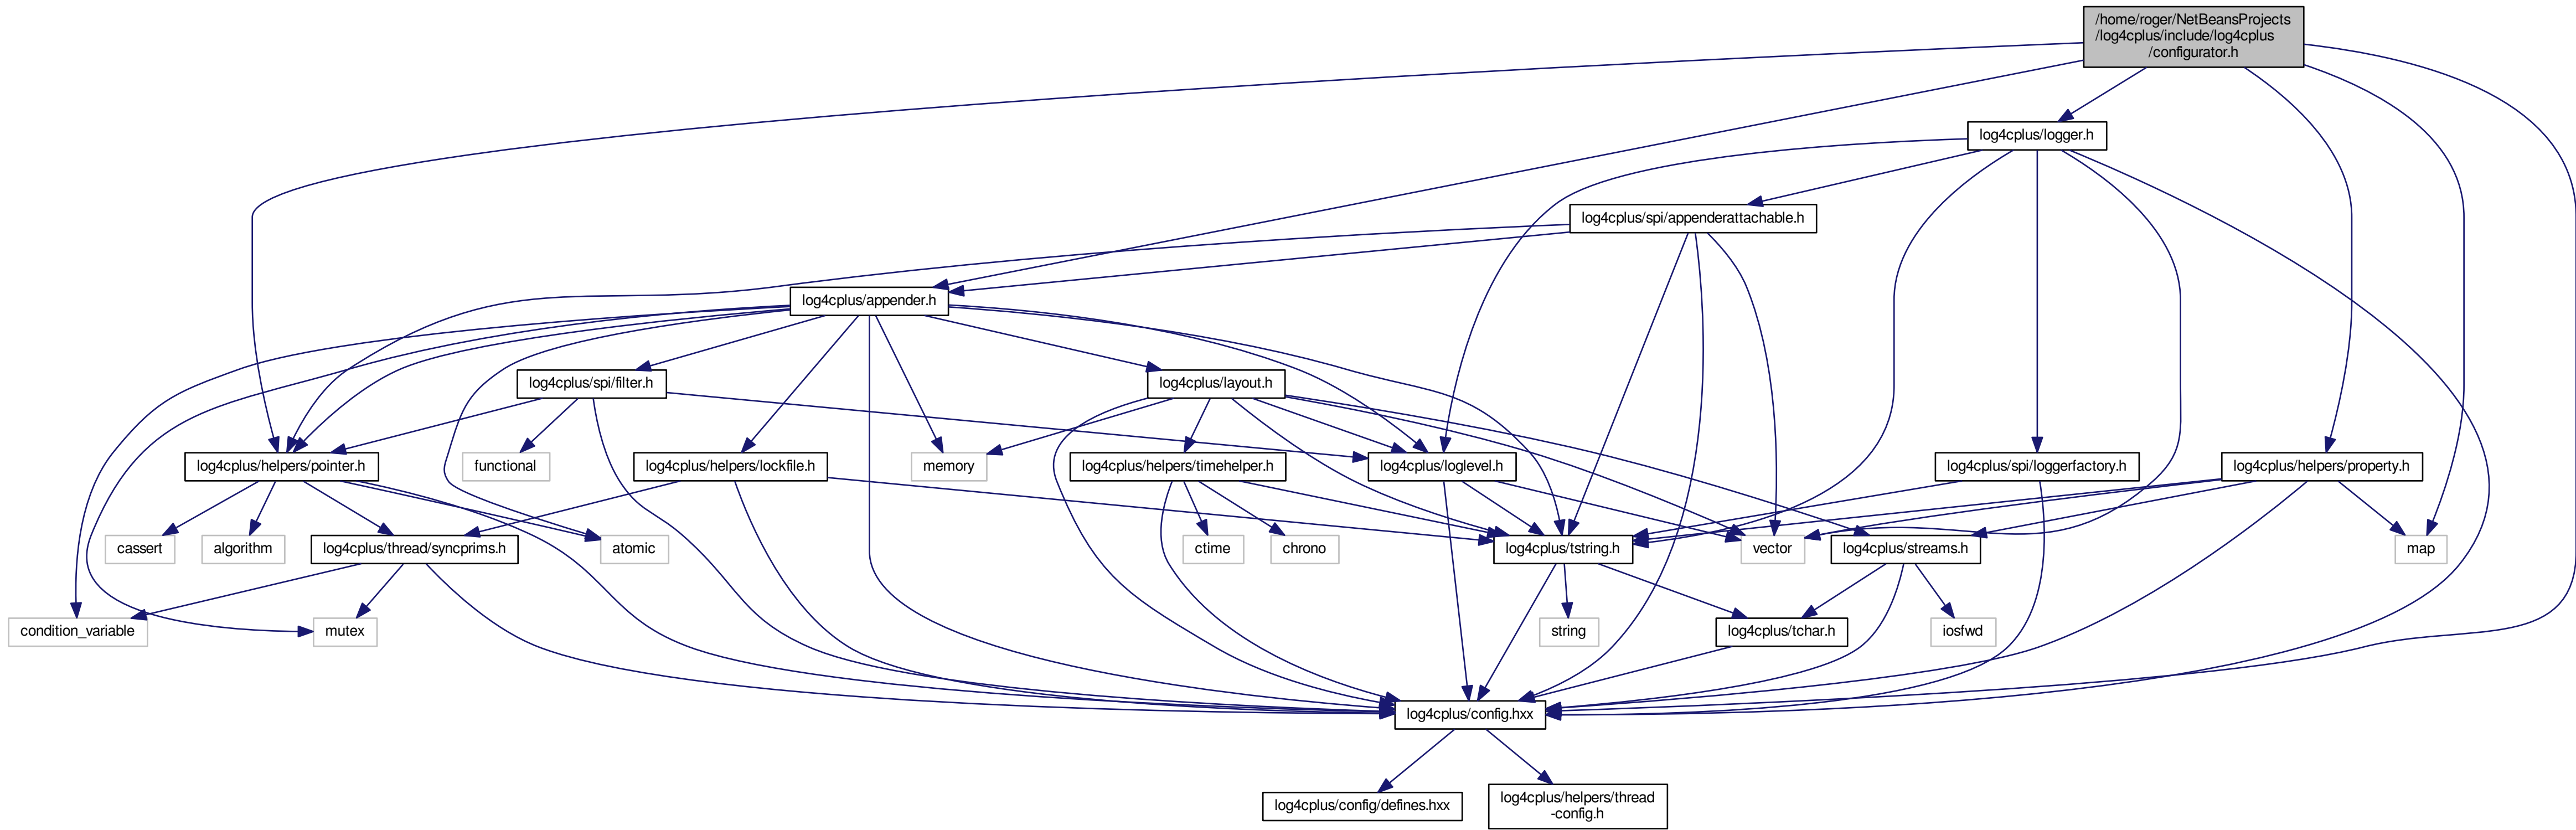 /home/roger/NetBeansProjects
/log4cplus/include/log4cplus
/configurator.h
log4cplus/logger.h
log4cplus/spi/appenderattachable.h
log4cplus/appender.h
log4cplus/spi/filter.h
log4cplus/layout.h
log4cplus/helpers/pointer.h
functional
log4cplus/helpers/lockfile.h
memory
log4cplus/helpers/timehelper.h
log4cplus/loglevel.h
log4cplus/spi/loggerfactory.h
log4cplus/helpers/property.h
cassert
algorithm
log4cplus/thread/syncprims.h
atomic
ctime
chrono
log4cplus/tstring.h
vector
log4cplus/streams.h
map
condition_variable
mutex
string
log4cplus/tchar.h
iosfwd
log4cplus/config.hxx
log4cplus/config/defines.hxx
log4cplus/helpers/thread
-config.h